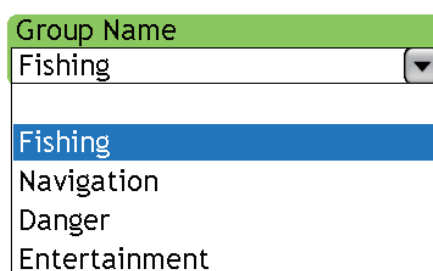 Group Name
Fishing
Fishing
Navigation
Danger
Entertainment